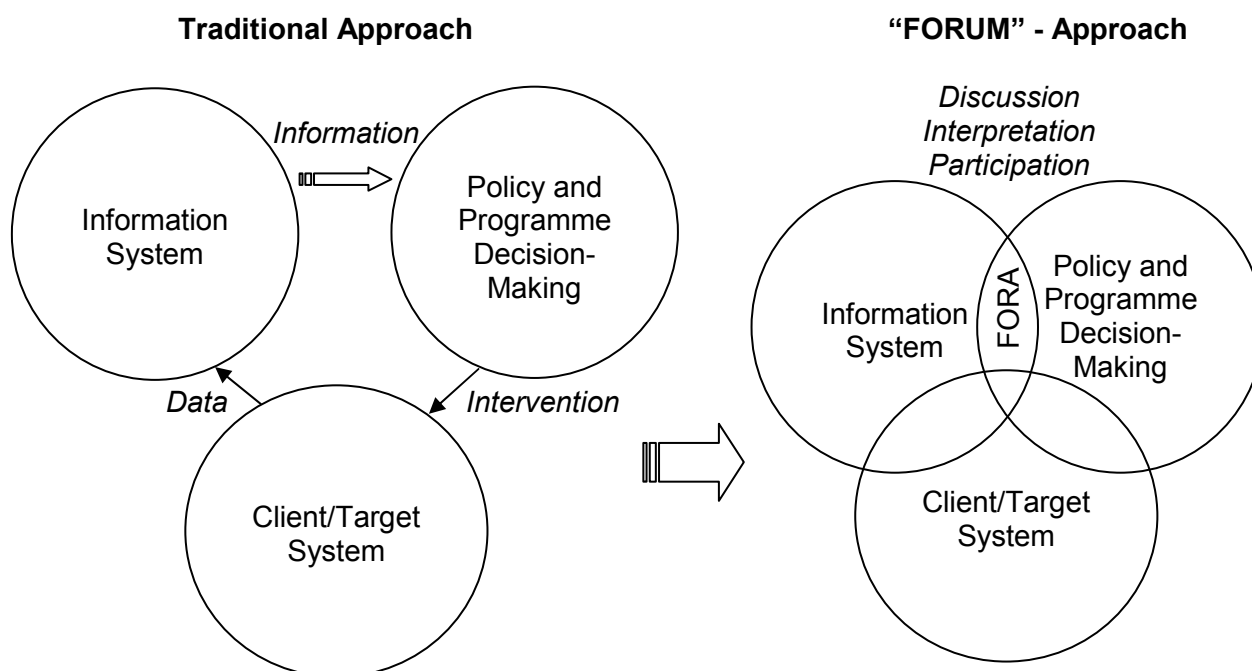 Traditional Approach
Information
Information
System
Policy and
Programme
Decision-
Making
Data
Intervention
Client/Target
System
“FORUM” - Approach
Discussion
Interpretation
Participation
Information
System
FORA
Policy and
Programme
Decision-
Making
Client/Target
System